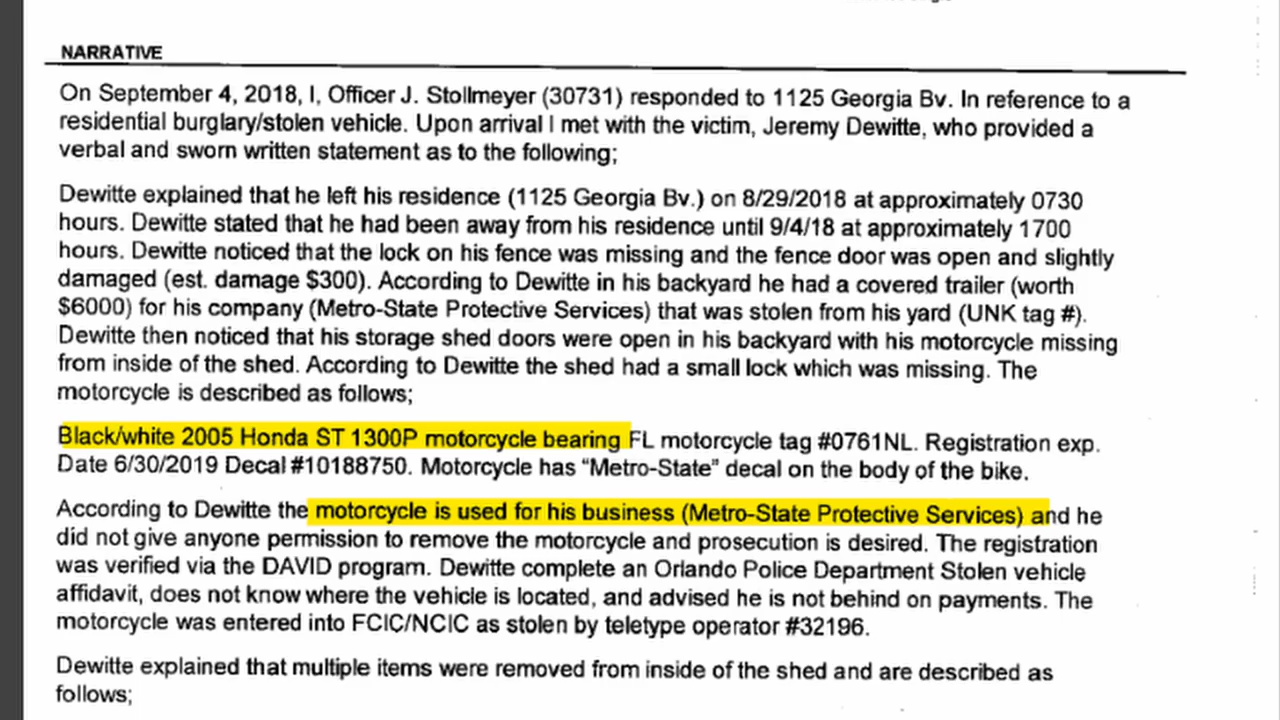 NARRATIVE
On September 4, 2018, I, Officer J. Stollmeyer (30731) responded to 1125 Georgia Bv. In reference to a
residential burglary/stolen vehicle. Upon arrival I met with the victim, Jeremy Dewitte, who provided a
verbal and sworn written statement as to the following;
Dewitte explained that he left his residence (1125 Georgia Bv.) on 8/29/2018 at approximately 0730
hours. Dewitte stated that he had been away from his residence until 9/4/18 at approximately 1700
hours. Dewitte noticed that the lock on his fence was missing and the fence door was open and slightly
damaged (est. damage $300). According to Dewitte in his backyard he had a covered trailer (worth
$6000) for his company (Metro-State Protective Services) that was stolen from his yard (UNK tag #).
Dewitte then noticed that his storage shed doors were open in his backyard with his motorcycle missing
from inside of the shed. According to Dewitte the shed had a small lock which was missing. The
motorcycle is described as follows;
Black/white 2005 Honda ST 1300P motorcycle bearing FL motorcycle tag #0761NL. Registration exp.
Date 6/30/2019 Decal #10188750. Motorcycle has “Metro-State” decal on the body of the bike.
According to Dewitte the motorcycle is used for his business (Metro-State Protective Services) and he
did not give anyone permission to remove the motorcycle and prosecution is desired. The registration
was verified via the DAVID program. Dewitte complete an Orlando Police Department Stolen vehicle
affidavit, does not know where the vehicle is located, and advised he is not behind on payments. The
motorcycle was entered into FCIC/NCIC as stolen by teletype operator #32196.
Dewitte explained that multiple items were removed from inside of the shed and are described as
follows;